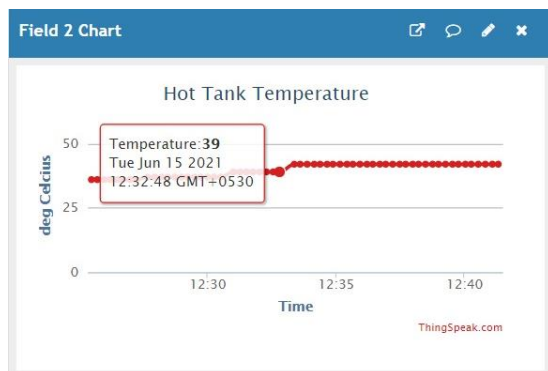 Field 2 Chart
Hot Tank Temperature
50
25
0
deg Celcius
Temperature:39
Tue Jun 15 2021
12:32:48 GMT+0530
12:30
12:35
12:40
Time
ThingSpeak.com